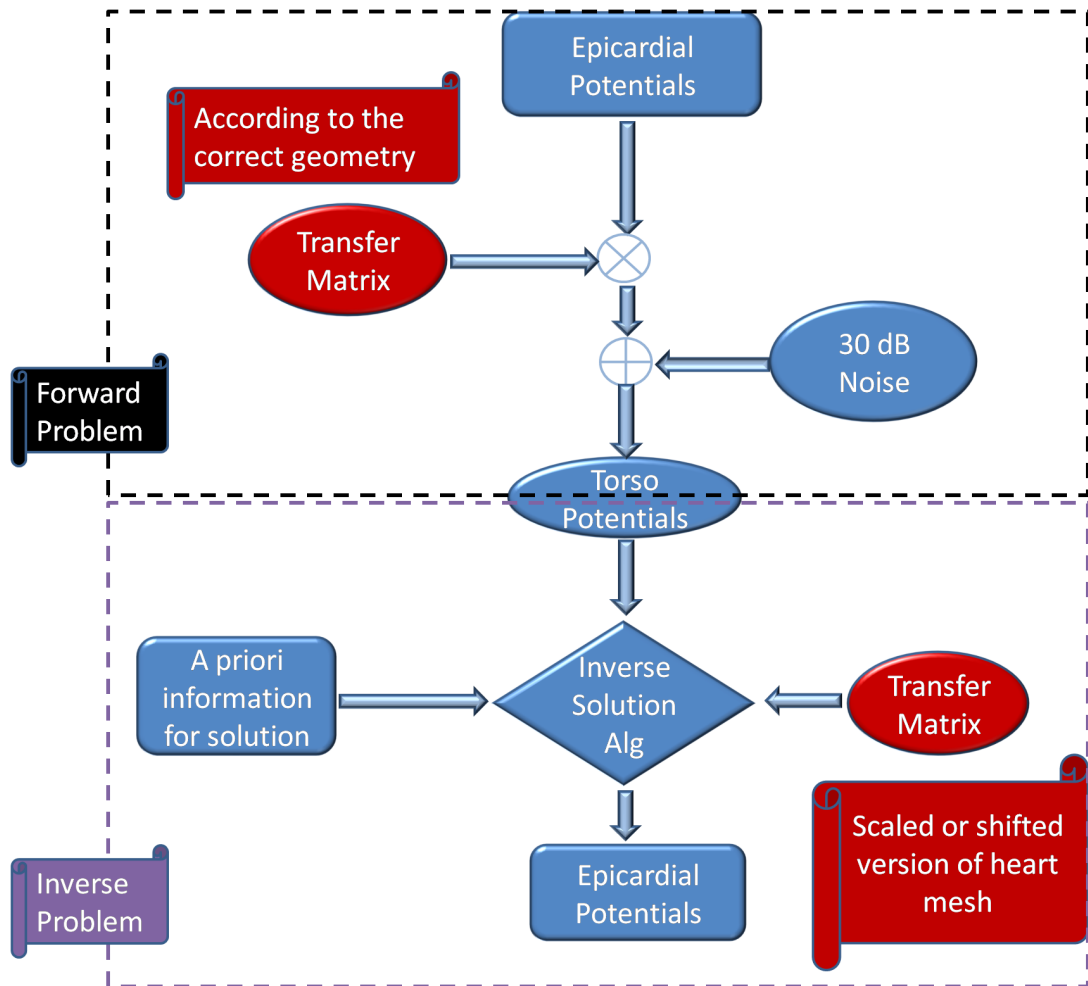 Epicardial
Potentials
According to the
correct geometry
Transfer
Matrix
30 dB
Noise
Forward
Problem
Torso
Potentials
A priori
information
for solution
Inverse
Solution
Alg
Transfer
Matrix
Scaled or shifted
version of heart
mesh
Epicardial
Potentials
Inverse
Problem